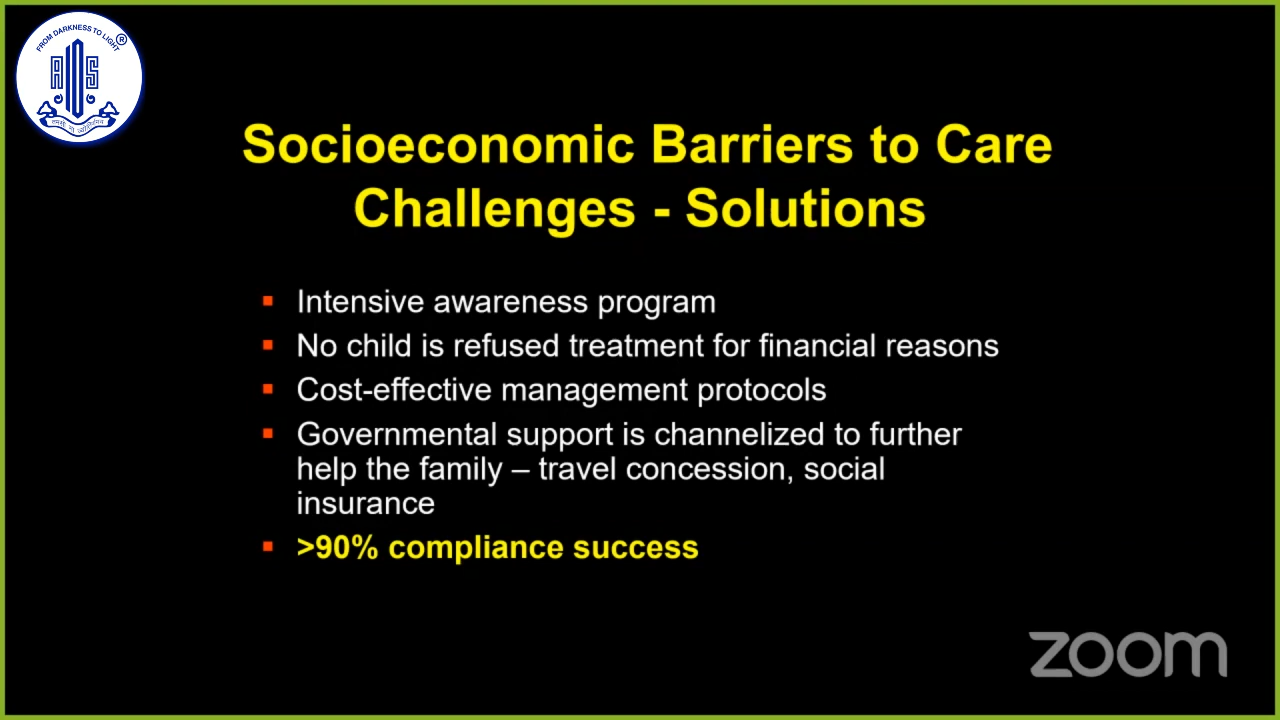 FROM DARKNESS TO LIGHT
®
AIOS
Socioeconomic Barriers to Care
Challenges - Solutions
▪ Intensive awareness program
▪ No child is refused treatment for financial reasons
▪ Cost-effective management protocols
▪ Governmental support is channelized to further
help the family – travel concession, social
insurance
▪ >90% compliance success
zoom